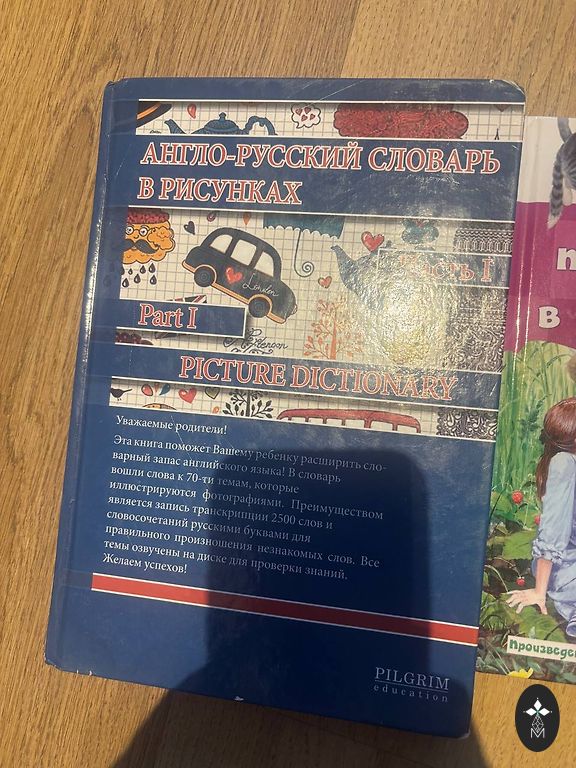 АНГЛО-РУССКИЙ СЛОВАРЬ
В РИСУНКАХ
London
Часть I
Part I
PICTURE DICTIONARY
Уважаемые родители!
Эта книга поможет Вашему ребенку расширить сло-
варный запас английского языка! В словарь
вошли слова к 70-ти темам, которые
иллюстрируются фотографиями. Преимуществом
является запись транскрипции 2500 слов и
словосочетаний русскими буквами для
правильного произношения незнакомых слов. Все
темы озвучены на диске для проверки знаний.
Желаем успехов!
PILGRIM
education
В
Произведен
М